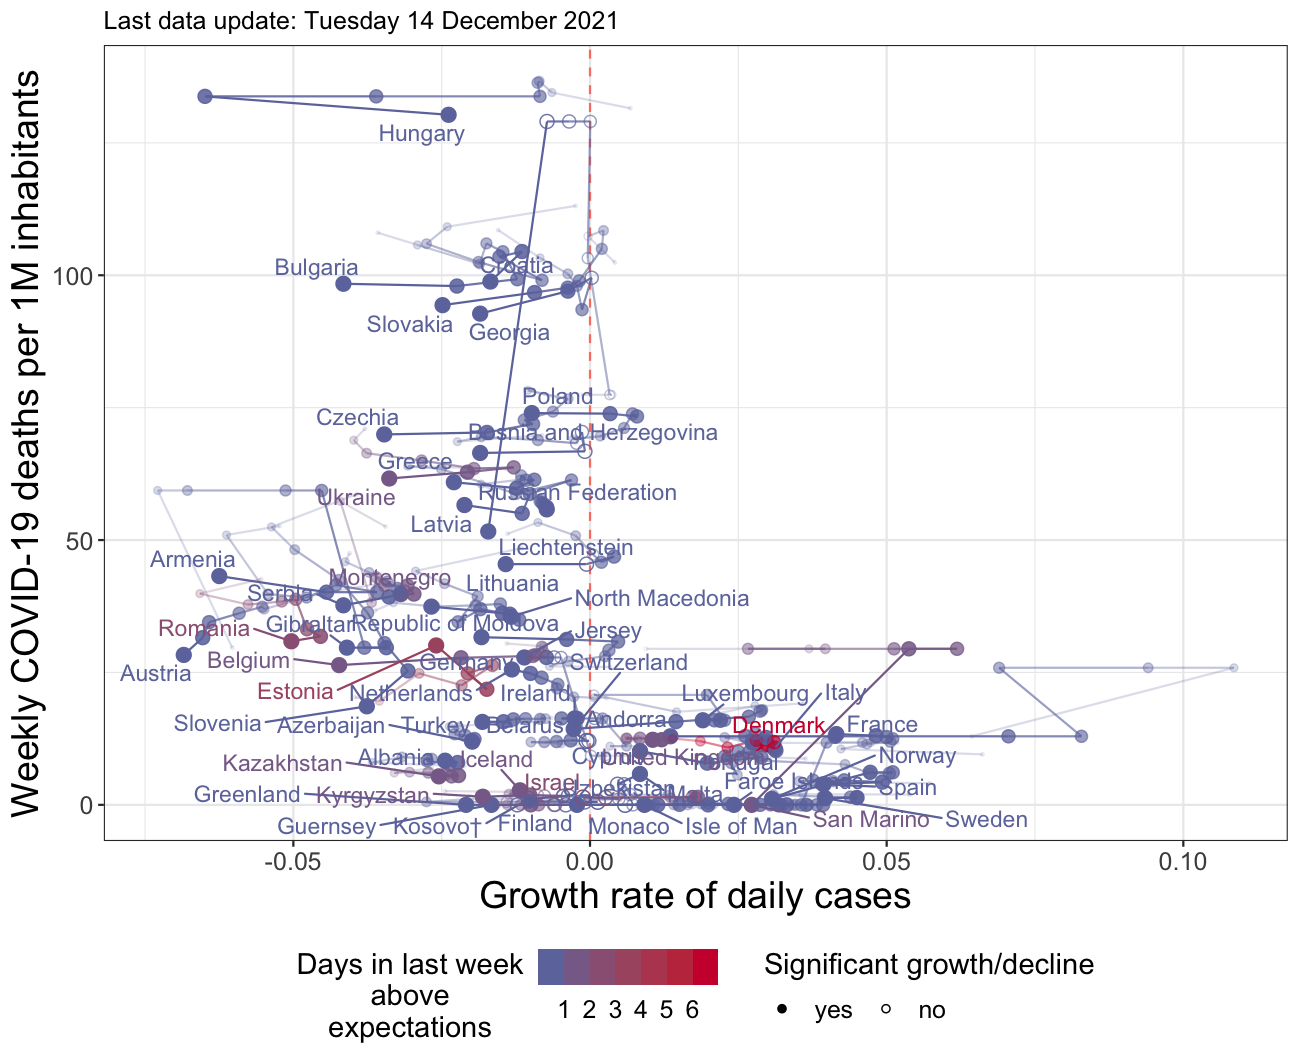 Last data update: Tuesday 14 December 2021
Weekly COVID-19 deaths per 1M inhabitants
100
50
0
Hungary
Bulgaria
Croatia
Slovakia
Georgia
Poland
Czechia
Bosnia and Herzegovina
Greece
Ukraine
Russian Federation
Latvia
Liechtenstein
Armenia
Montenegro
Lithuania
Serbia
North Macedonia
Romania
Gibraltar
Republic of Moldova
Jersey
Belgium
Germany
Switzerland
Austria
Estonia
Netherlands
Ireland
Luxembourg
Italy
Slovenia
Azerbaijan
Turkey
Belarus
Andorra
Denmark
France
Albania
Iceland
Cyprus
United Kingdom
Portugal
Norway
Kazakhstan
Israel
Uzbekistan
Malta
Faroe Islands
Spain
Greenland
Kyrgyzstan
Guernsey
Kosovo†
Finland
Monaco
Isle of Man
San Marino
Sweden
-0.05
0.00
0.05
0.10
Growth rate of daily cases
Days in last week
above
expectations
1 2 3 4 5 6
Significant growth/decline
yes
no